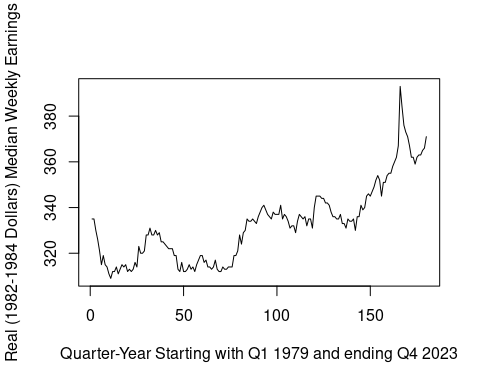 Real (1982-1984 Dollars) Median Weekly Earnings
380
360
340
320
0 50 100 150
Quarter-Year Starting with Q1 1979 and ending Q4 2023